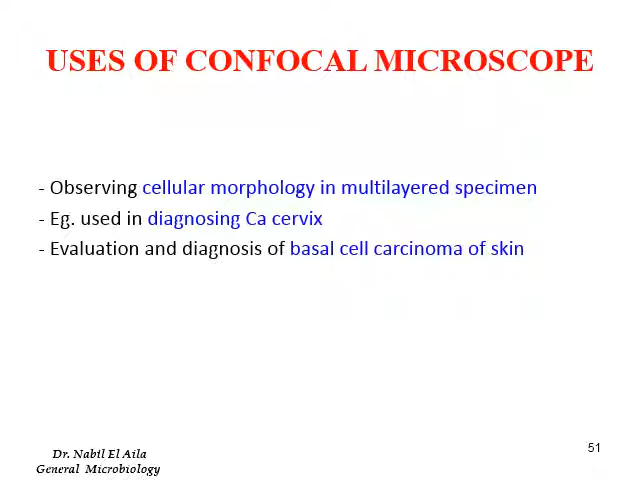 USES OF CONFOCAL MICROSCOPE
- Observing cellular morphology in multilayered specimen
- Eg. used in diagnosing Ca cervix
- Evaluation and diagnosis of basal cell carcinoma of skin
51
Dr. Nabil El Aila
General Microbiology